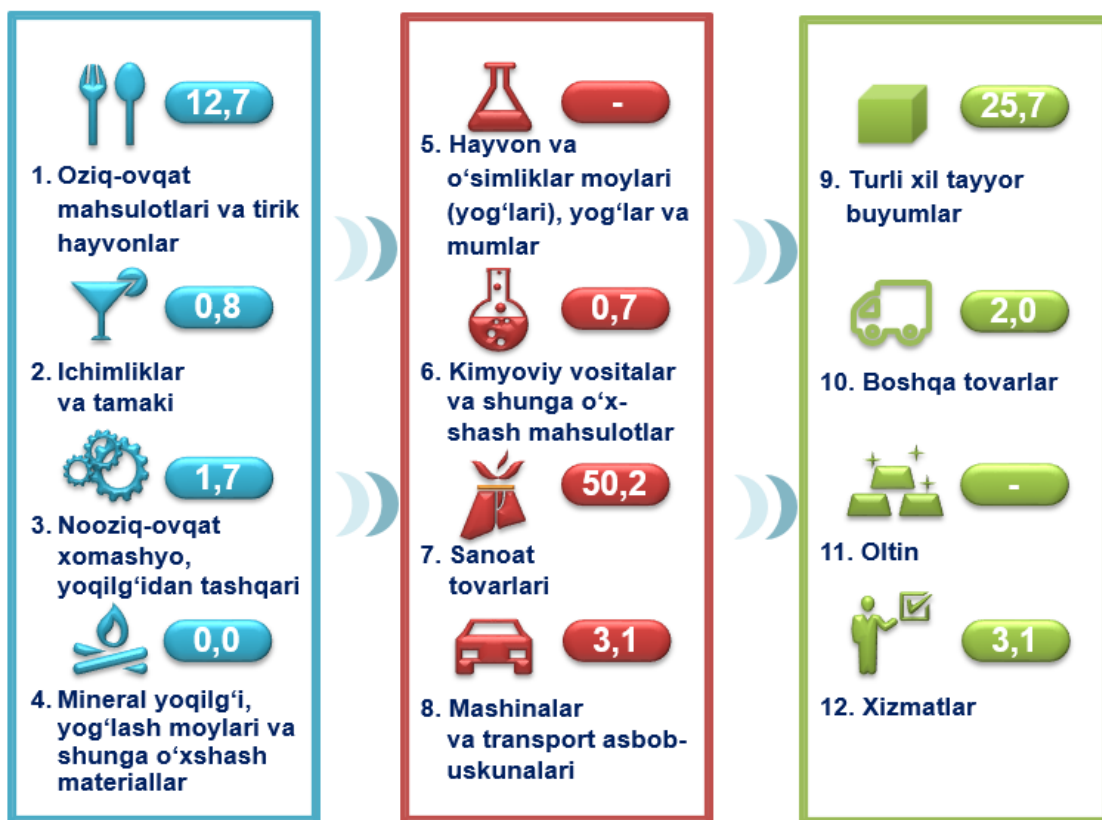 12,7
1. Oziq-ovqat
mahsulotlari va tirik
hayvonlar
0,8
2. Ichimliklar
va tamaki
1,7
3. Nooziq-ovqat
xomashyo,
yoqilg‘idan tashqari
0,0
4. Mineral yoqilg‘i,
yog‘lash moylari va
shunga o‘xshash
materiallar
-
5. Hayvon va
o‘simliklar moylari
(yog‘lari), yog‘lar va
mumlar
0,7
6. Kimyoviy vositalar
va shunga o‘x-
shash mahsulotlar
50,2
7. Sanoat
tovarlari
3,1
8. Mashinalar
va transport asbob-
uskunalari
25,7
9. Turli xil tayyor
buyumlar
2,0
10. Boshqa tovarlar
-
11. Oltin
3,1
12. Xizmatlar